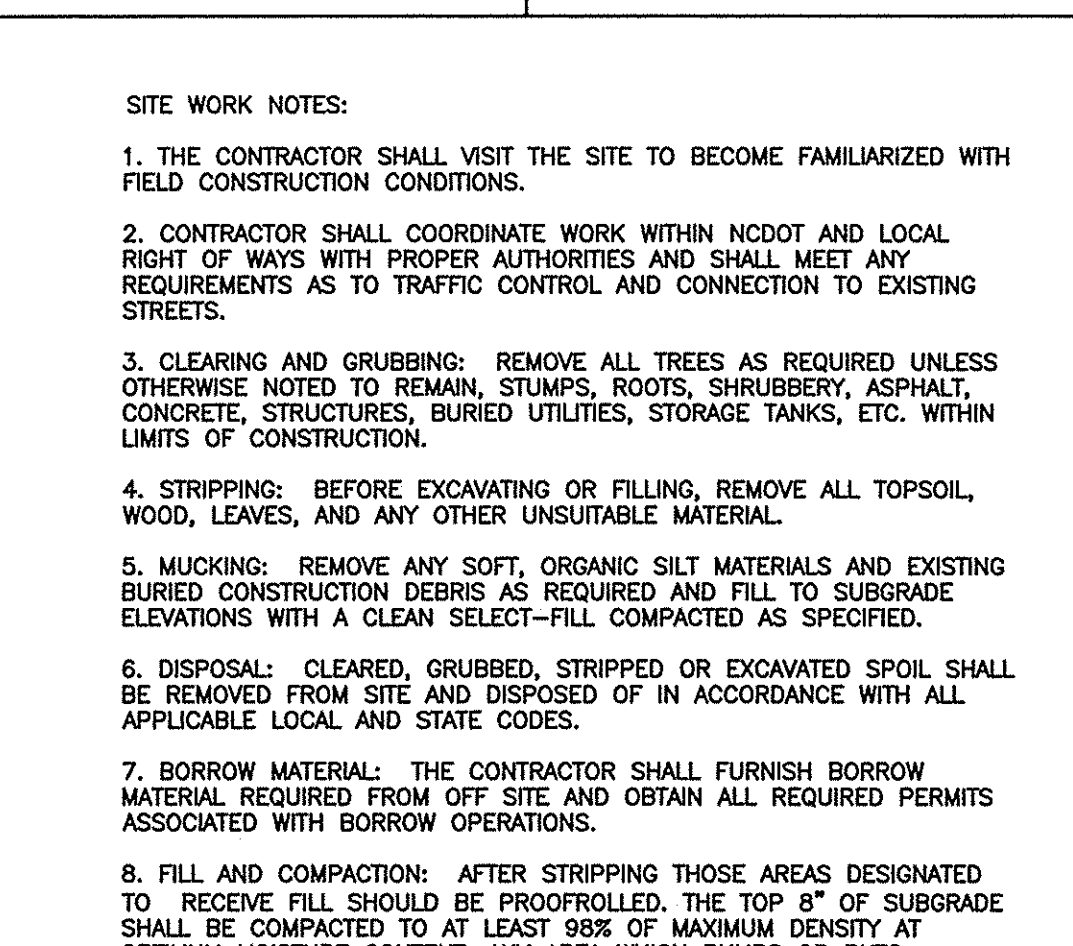 SITE WORK NOTES:
1. THE CONTRACTOR SHALL VISIT THE SITE TO BECOME FAMILIARIZED WITH
FIELD CONSTRUCTION CONDITIONS.
2. CONTRACTOR SHALL COORDINATE WORK WITHIN NCDOT AND LOCAL
RIGHT OF WAYS WITH PROPER AUTHORITIES AND SHALL MEET ANY
REQUIREMENTS AS TO TRAFFIC CONTROL AND CONNECTION TO EXISTING
STREETS.
3. CLEARING AND GRUBBING: REMOVE ALL TREES AS REQUIRED UNLESS
OTHERWISE NOTED TO REMAIN, STUMPS, ROOTS, SHRUBBERY, ASPHALT,
CONCRETE, STRUCTURES, BURIED UTILITIES, STORAGE TANKS, ETC. WITHIN
LIMITS OF CONSTRUCTION.
4. STRIPPING: BEFORE EXCAVATING OR FILLING, REMOVE ALL TOPSOIL,
WOOD, LEAVES, AND ANY OTHER UNSUITABLE MATERIAL.
5. MUCKING: REMOVE ANY SOFT, ORGANIC SILT MATERIALS AND EXISTING
BURIED CONSTRUCTION DEBRIS AS REQUIRED AND FILL TO SUBGRADE
ELEVATIONS WITH A CLEAN SELECT-FILL COMPACTED AS SPECIFIED.
6. DISPOSAL: CLEARED, GRUBBED, STRIPPED OR EXCAVATED SPOIL SHALL
BE REMOVED FROM SITE AND DISPOSED OF IN ACCORDANCE WITH ALL
APPLICABLE LOCAL AND STATE CODES.
7. BORROW MATERIAL: THE CONTRACTOR SHALL FURNISH BORROW
MATERIAL REQUIRED FROM OFF SITE AND OBTAIN ALL REQUIRED PERMITS
ASSOCIATED WITH BORROW OPERATIONS.
8. FILL AND COMPACTION: AFTER STRIPPING THOSE AREAS DESIGNATED
TO RECEIVE FILL SHOULD BE PROOFROLLED. THE TOP 8" OF SUBGRADE
SHALL BE COMPACTED TO AT LEAST 98% OF MAXIMUM DENSITY AT